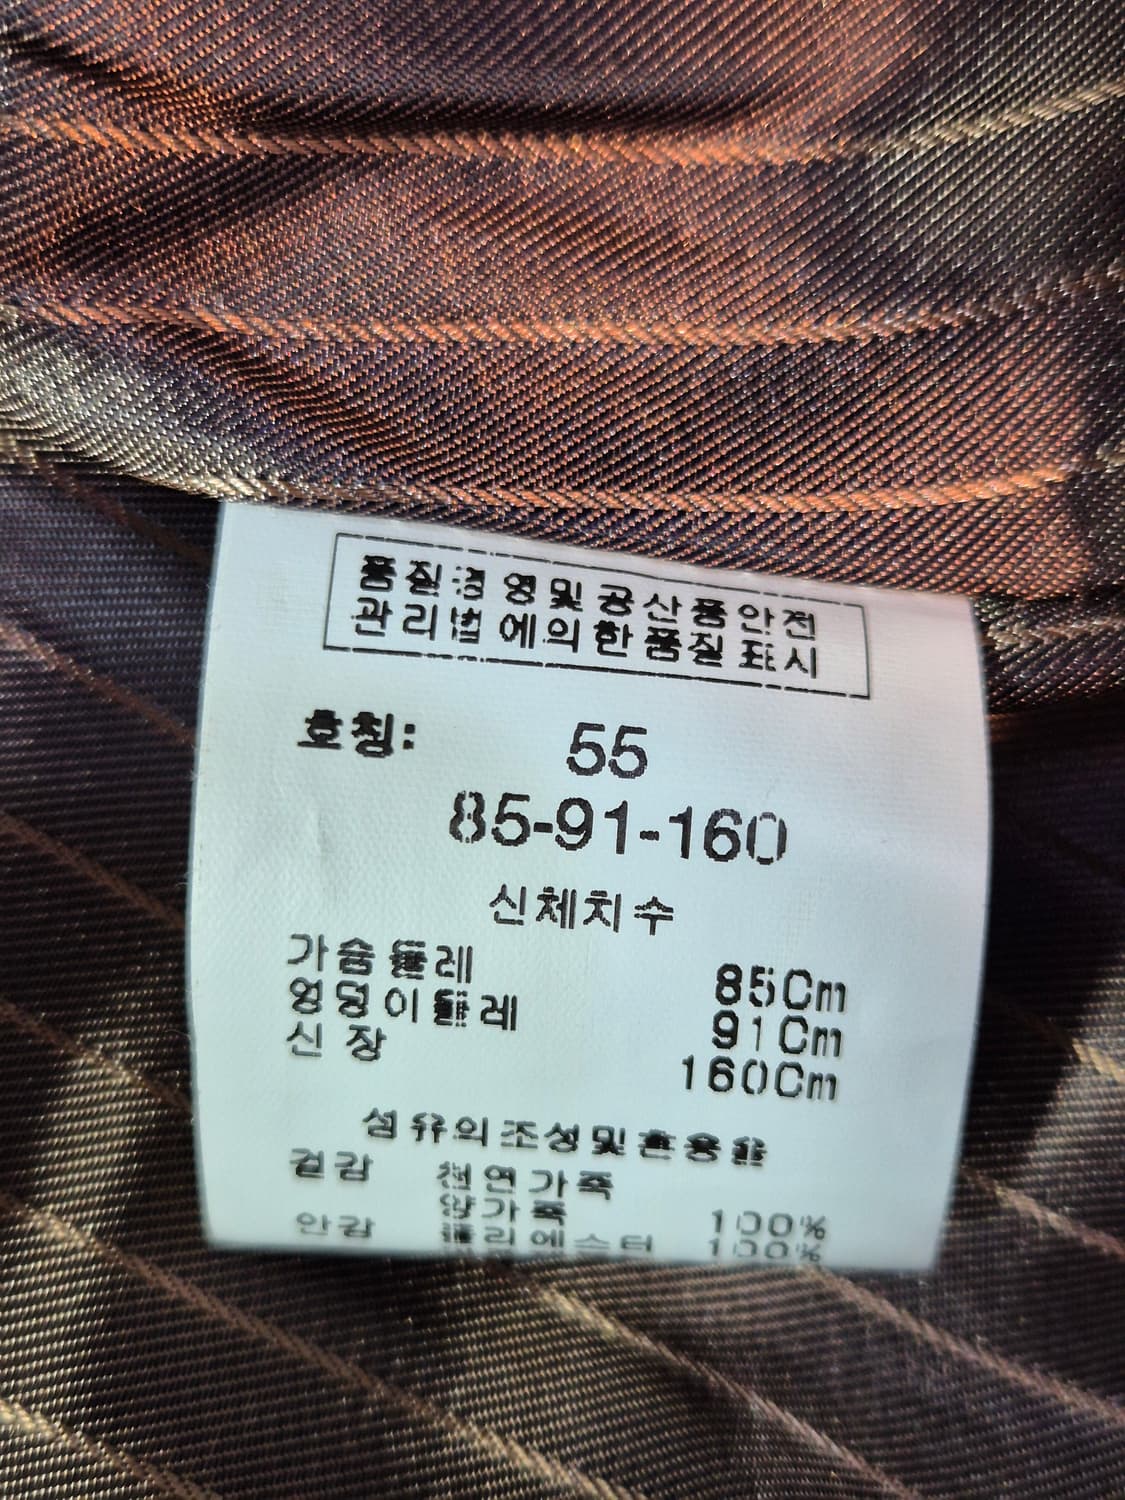 품질경영및공산품안전
관리법에의한품질표시
호칭: 55
85-91-160
신체치수
가슴둘레 85Cm
엉덩이둘레 91Cm
신장 160Cm
섬유의조성및혼용율
겉감 천연가죽
양가죽 100%
안감 폴리에스터 100%